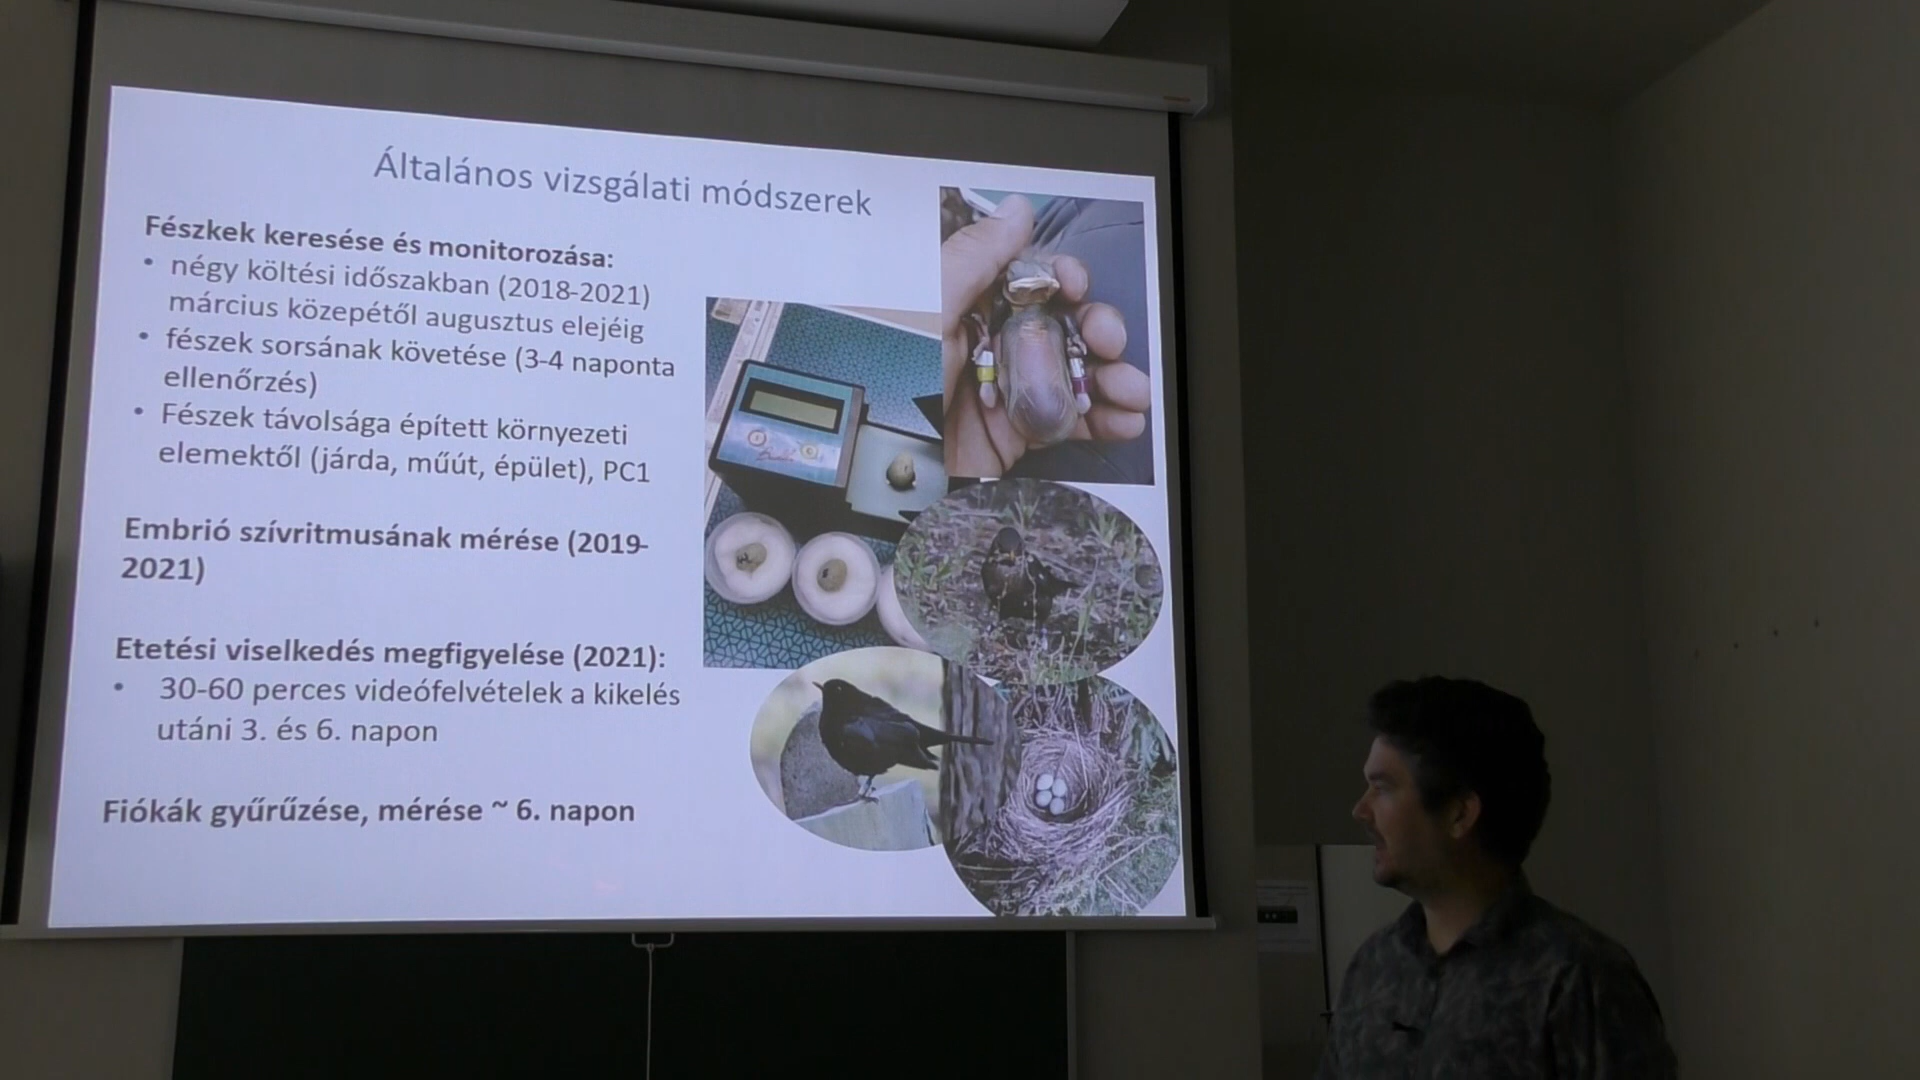 Általános vizsgálati módszerek
Fészkek keresése és monitorozása:
• négy költési időszakban (2018-2021)
március közepétől augusztus elejéig
• fészek sorsának követése (3-4 naponta
ellenőrzés)
• Fészek távolsága épített környezeti
elemektől (járda, műút, épület), PC1
Embrió szívritmusának mérése (2019-
2021)
Etetési viselkedés megfigyelése (2021):
• 30-60 perces videófelvételek a kikelés
utáni 3. és 6. napon
Fiókák gyűrűzése, mérése ~ 6. napon